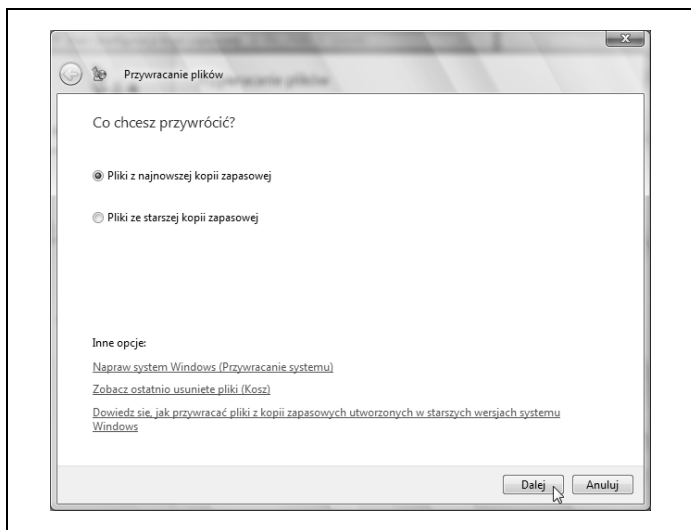 X
Przywracanie plików
Co chcesz przywrócić?
Pliki z najnowszej kopii zapasowej
Pliki ze starszej kopii zapasowej
Inne opcje:
Napraw system Windows (Przywracanie systemu)
Zobacz ostatnio usuniete pliki (Kosz)
Dowiedz sie, jak przywracać pliki z kopii zapasowych utworzonych w starszych wersjach systemu
Windows
Dalej
Anuluj